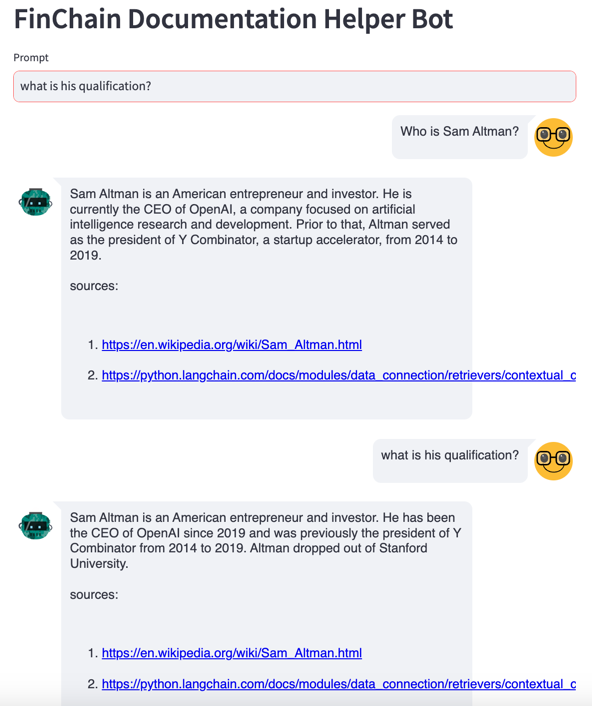 FinChain Documentation Helper Bot
Prompt
what is his qualification?
Who is Sam Altman?
Sam Altman is an American entrepreneur and investor. He is
currently the CEO of OpenAI, a company focused on artificial
intelligence research and development. Prior to that, Altman served
as the president of Y Combinator, a startup accelerator, from 2014 to
2019.
sources:
1. https://en.wikipedia.org/wiki/Sam_Altman.html
2. https://python.langchain.com/docs/modules/data_connection/retrievers/contextual_c
what is his qualification?
Sam Altman is an American entrepreneur and investor. He has been
the CEO of OpenAI since 2019 and was previously the president of Y
Combinator from 2014 to 2019. Altman dropped out of Stanford
University.
sources:
1. https://en.wikipedia.org/wiki/Sam_Altman.html
2. https://python.langchain.com/docs/modules/data_connection/retrievers/contextual_c